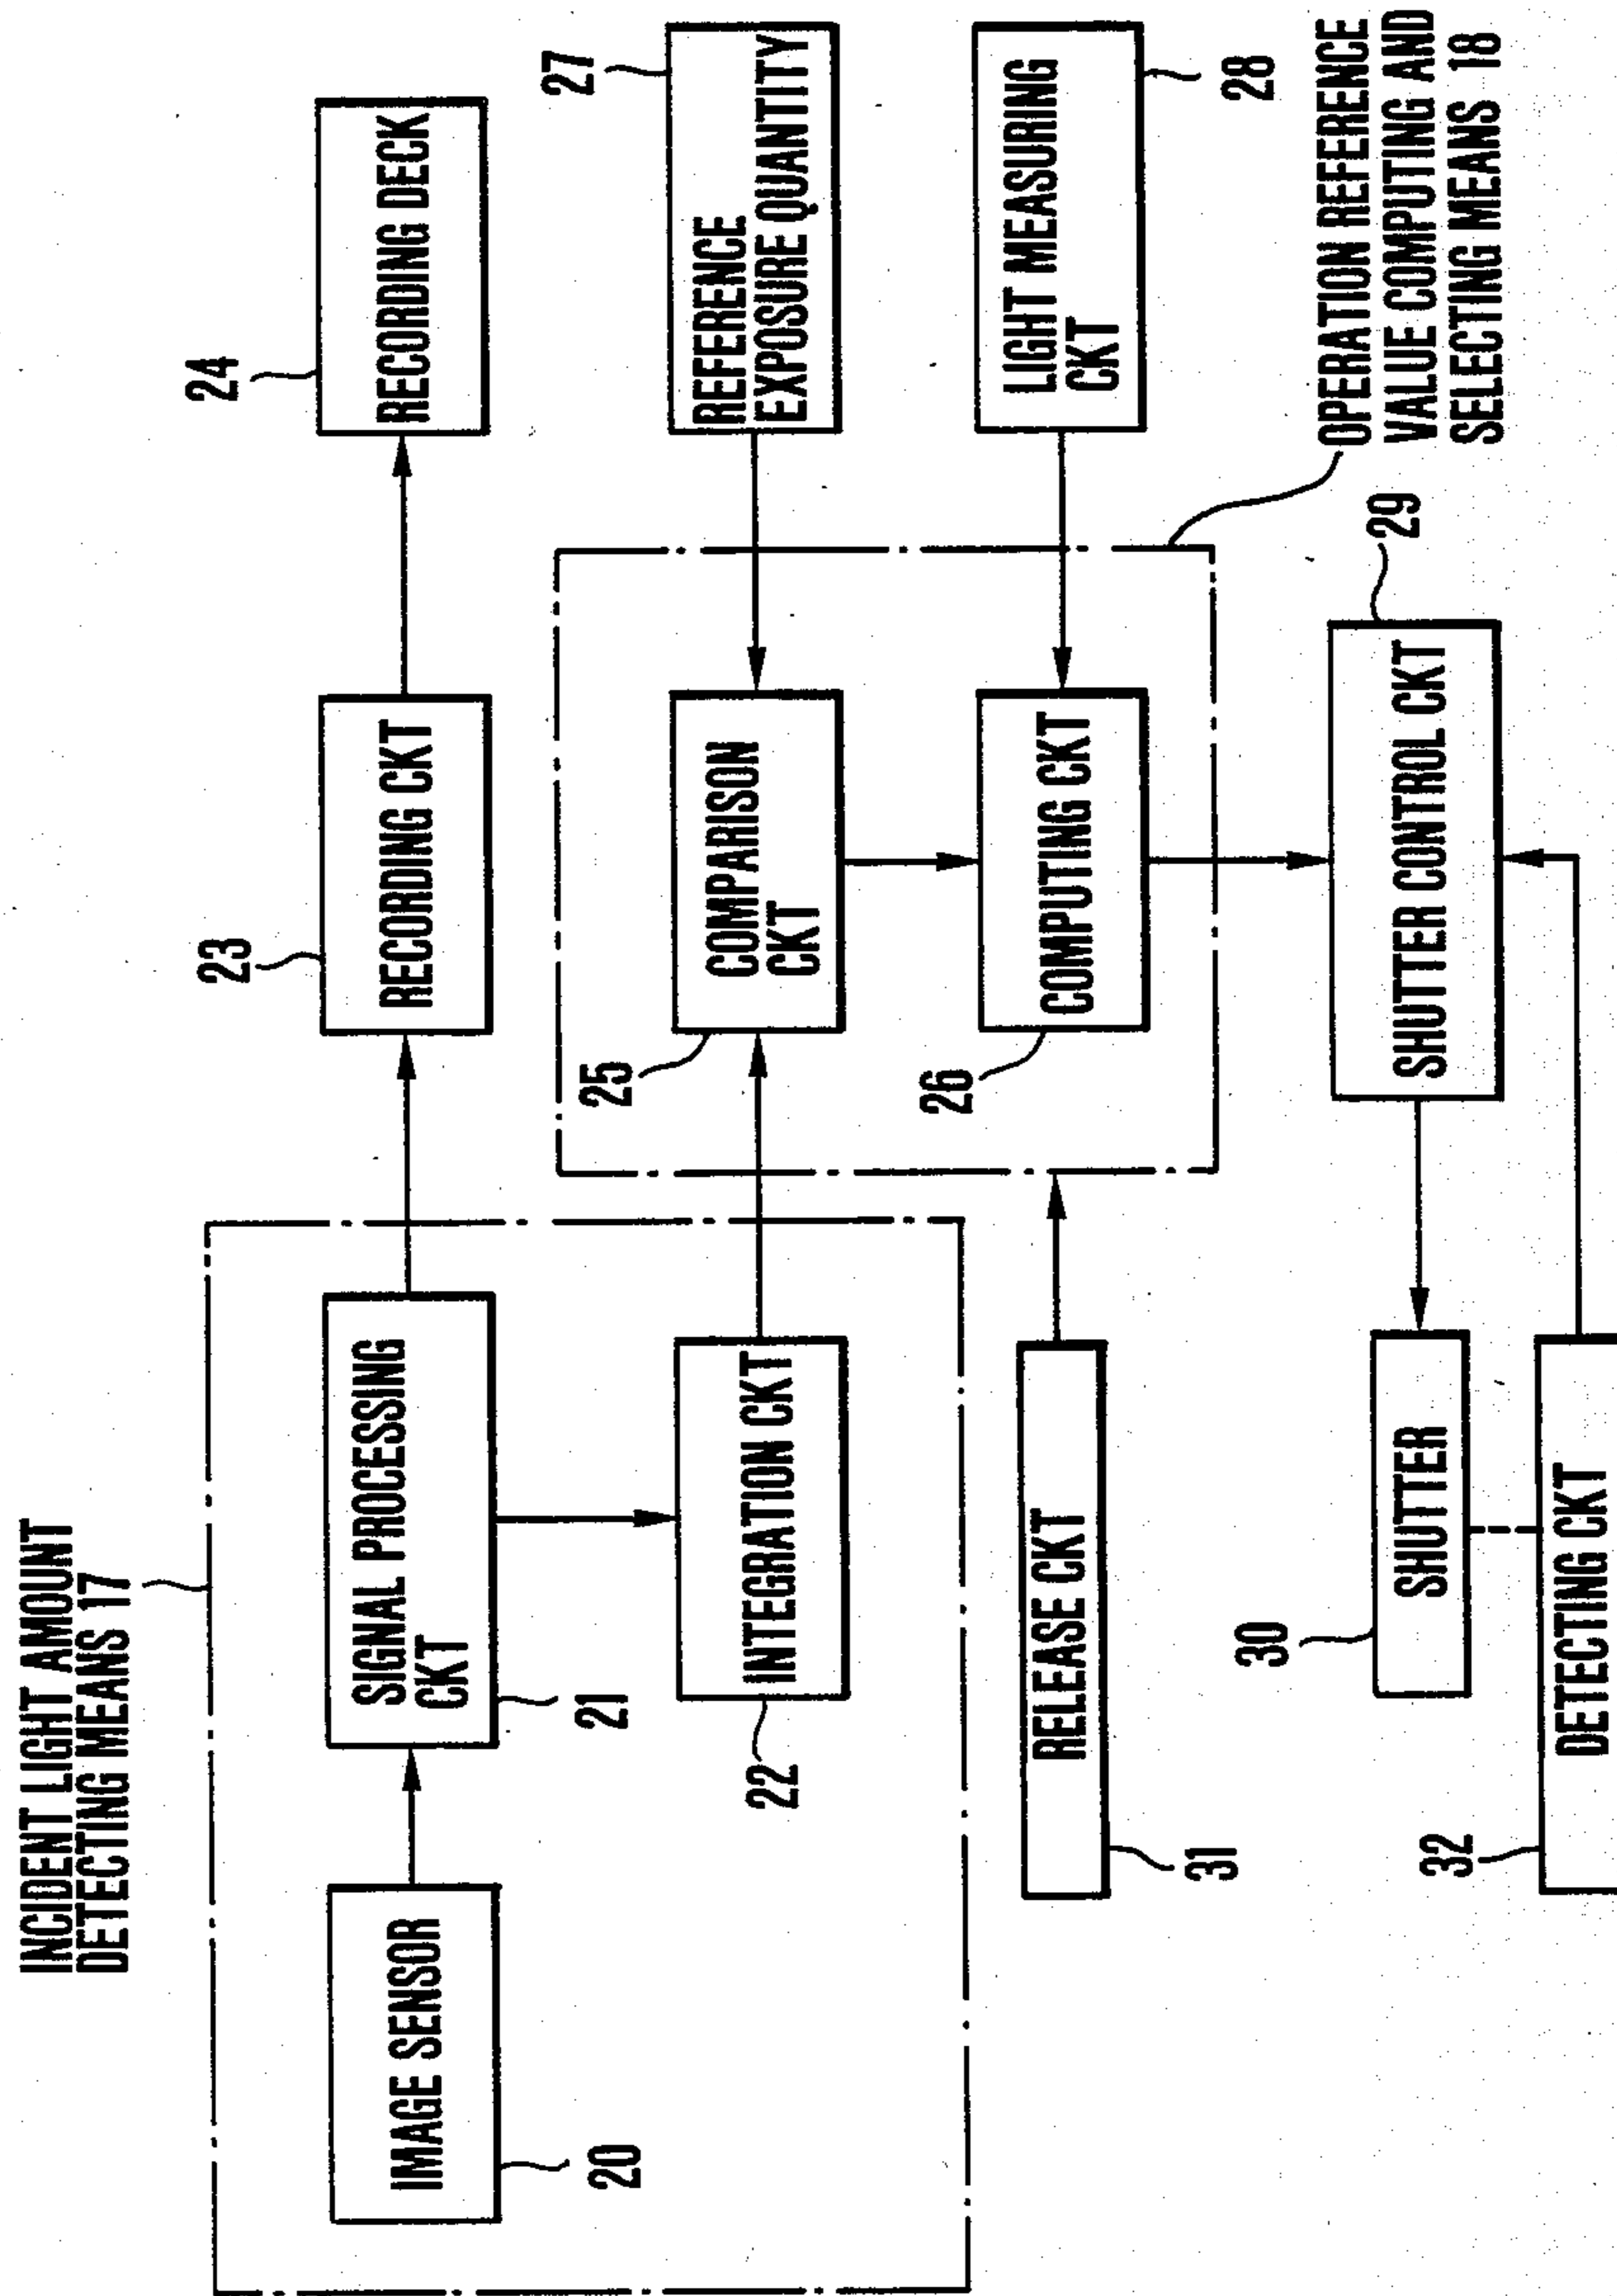 INCIDENT LIGHT AMOUNT
DETECTING MEANS 17
IMAGE SENSOR
20
SIGNAL PROCESSING
CKT
21
INTEGRATION CKT
22
23
RECORDING CKT
24
RECORDING DECK
25
COMPARISON
CKT
26
COMPUTING CKT
27
REFERENCE
EXPOSURE QUANTITY
LIGHT MEASURING
CKT
28
OPERATION REFERENCE
VALUE COMPUTING AND
SELECTING MEANS 18
RELEASE CKT
31
29
SHUTTER CONTROL CKT
30
SHUTTER
32
DETECTING CKT